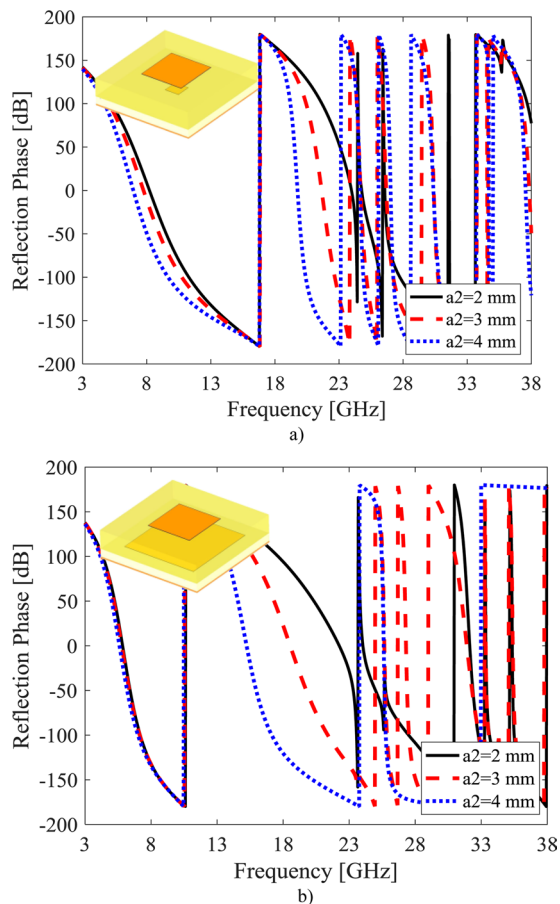 200
150
100
50
0
-50
-100
-150
-200
Reflection Phase [dB]
a2=2 mm
a2=3 mm
a2=4 mm
3 8 13 18 23 28 33 38
Frequency [GHz]
a)
200
150
100
50
0
-50
-100
-150
-200
Reflection Phase [dB]
a2=2 mm
a2=3 mm
a2=4 mm
3 8 13 18 23 28 33 38
Frequency [GHz]
b)